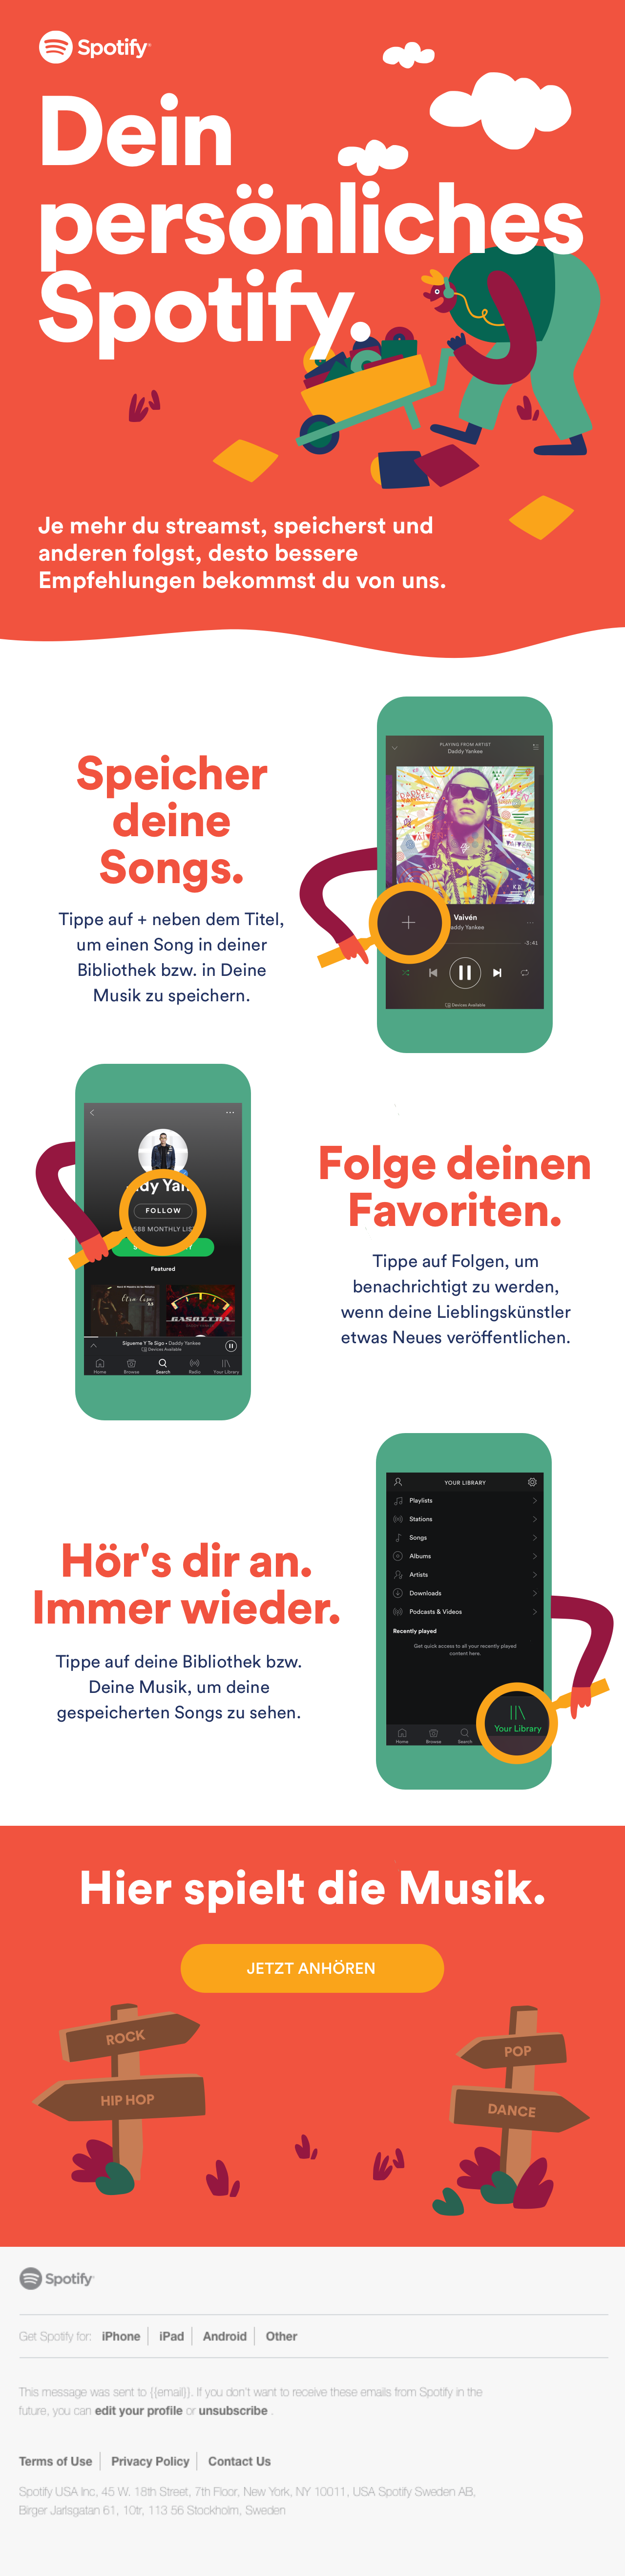 Spotify
Dein
persönliches
Spotify.
Je mehr du streamst, speicherst und
anderen folgst, desto bessere
Empfehlungen bekommst du von uns.
Speicher
deine
Songs.
Tippe auf + neben dem Titel,
um einen Song in deiner
Bibliothek bzw. in Deine
Musik zu speichern.
PLAYING FROM ARTIST
Daddy Yankee
Vaivén
addy Yankee
-3:41
Devices Available
dy Yan
FOLLOW
588 MONTHLY LIS
Featured
Sígueme Y Te Sigo • Daddy Yankee
Devices Available
Home Browse Search Radio Your Library
Folge deinen
Favoriten.
Tippe auf Folgen, um
benachrichtigt zu werden,
wenn deine Lieblingskünstler
etwas Neues veröffentlichen.
Hör's dir an.
Immer wieder.
Tippe auf deine Bibliothek bzw.
Deine Musik, um deine
gespeicherten Songs zu sehen.
YOUR LIBRARY
Playlists
Stations
Songs
Albums
Artists
Downloads
Podcasts & Videos
Recently played
Get quick access to all your recently played
content here.
Home Browse Search
Your Library
Hier spielt die Musik.
JETZT ANHÖREN
ROCK
HIP HOP
POP
DANCE
Spotify
Get Spotify for: iPhone iPad Android Other
This message was sent to {{email}}. If you don't want to receive these emails from Spotify in the
future, you can edit your profile or unsubscribe .
Terms of Use Privacy Policy Contact Us
Spotify USA Inc, 45 W. 18th Street, 7th Floor, New York, NY 10011, USA Spotify Sweden AB,
Birger Jarlsgatan 61, 10tr, 113 56 Stockholm, Sweden